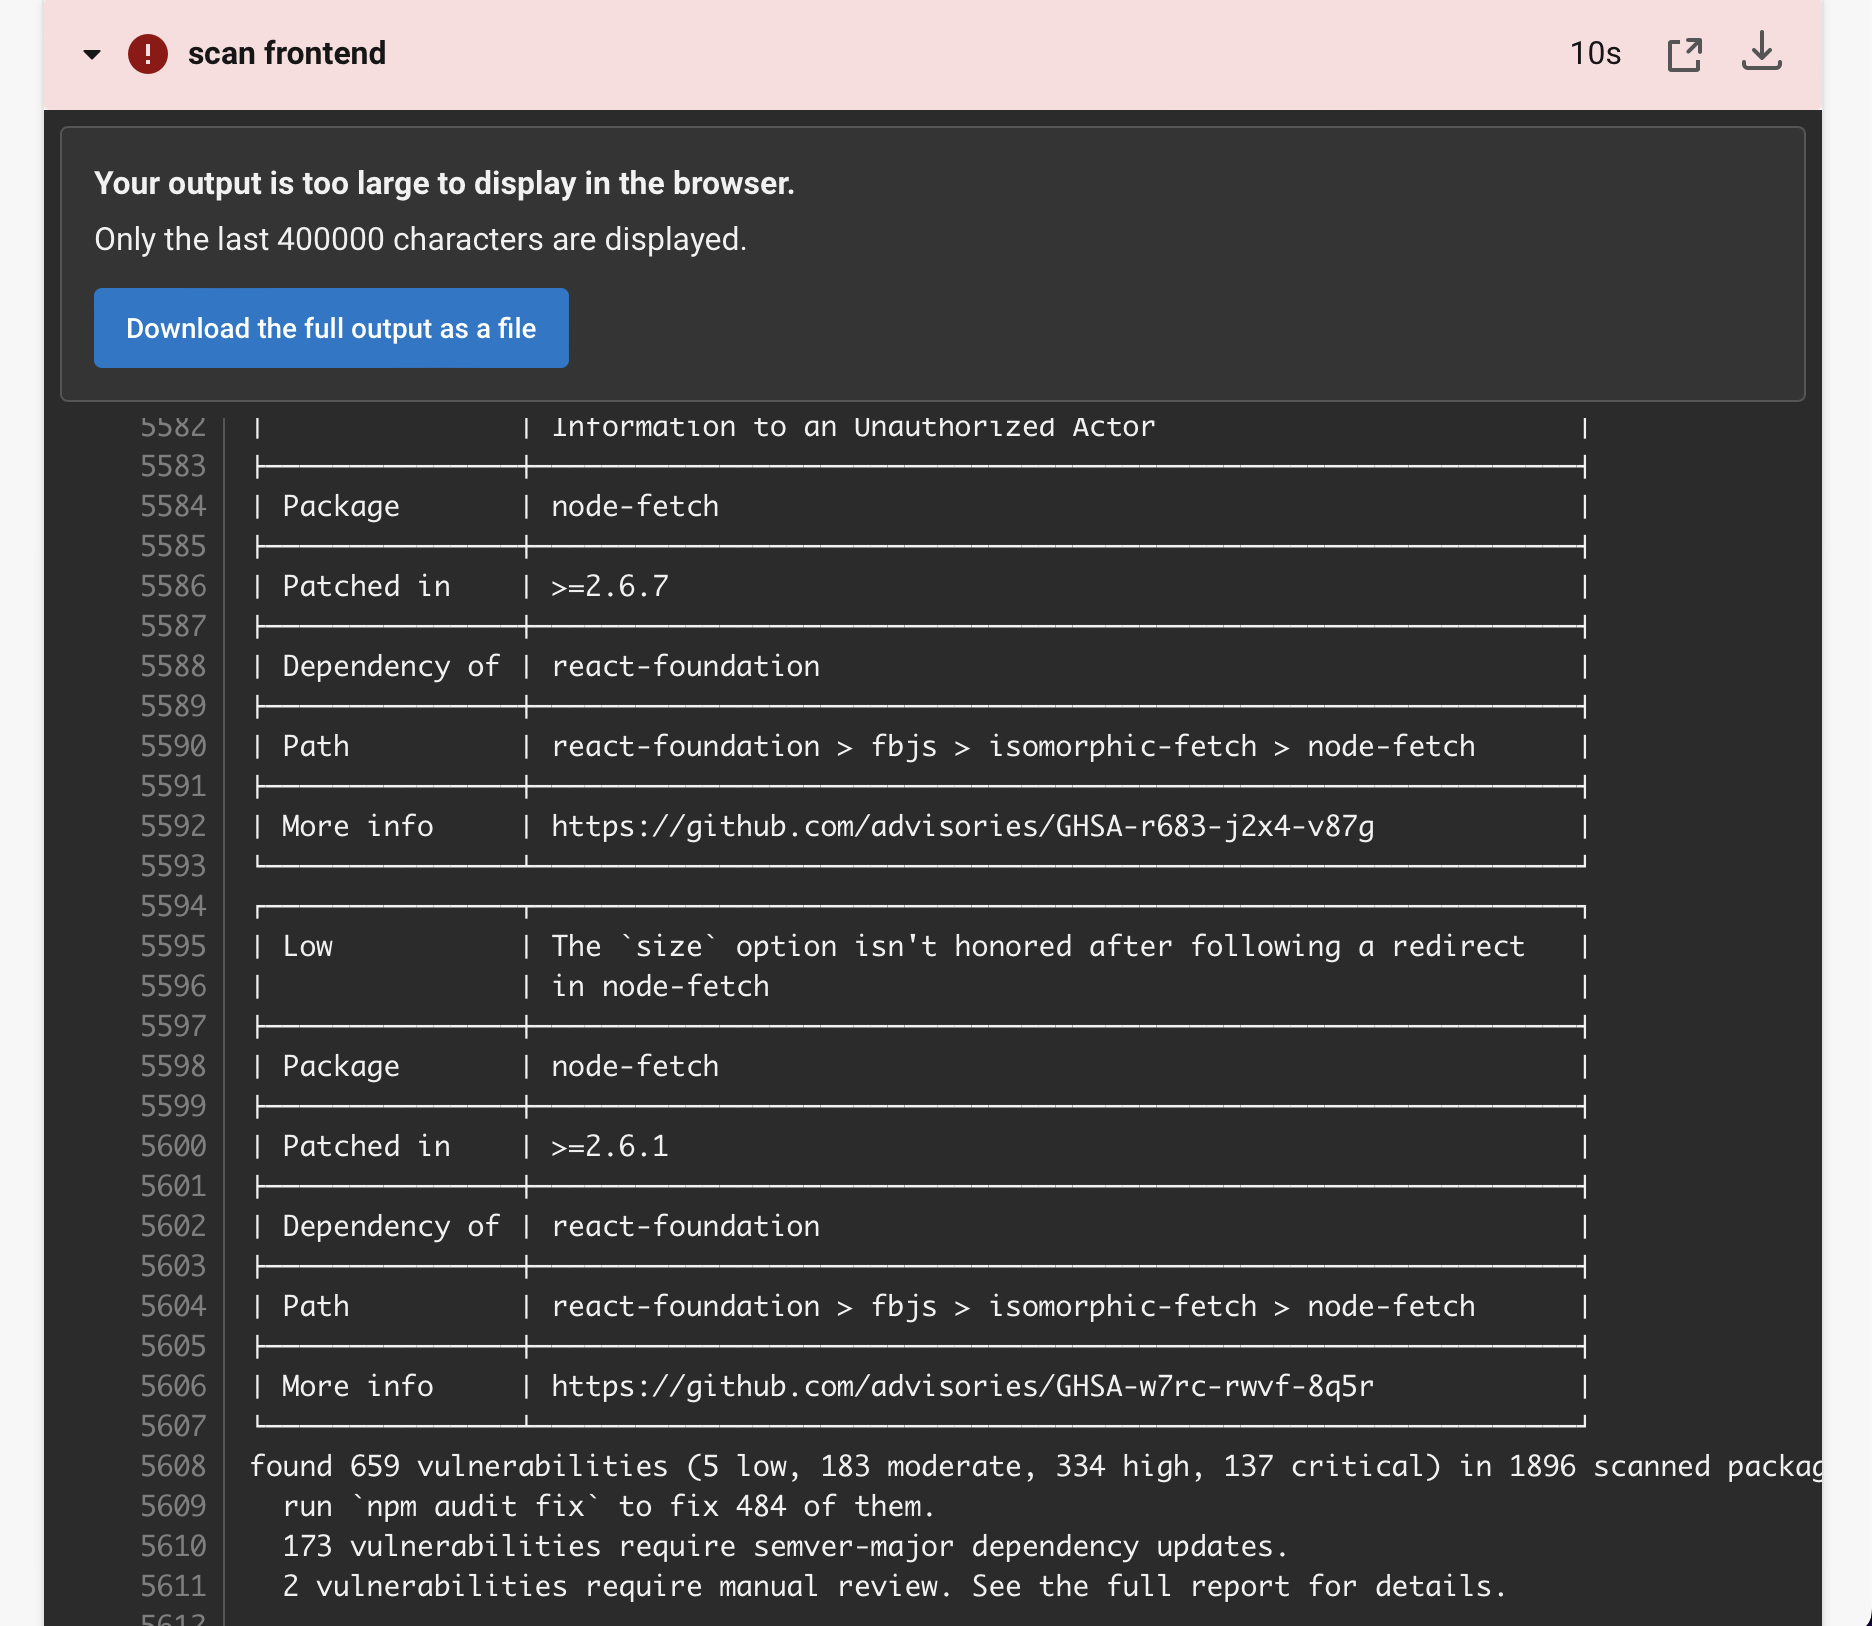 scan frontend 10s
Your output is too large to display in the browser.
Only the last 400000 characters are displayed.
Download the full output as a file
5582 | | Information to an Unauthorized Actor |
5583
5584 | Package | node-fetch |
5585
5586 | Patched in | >=2.6.7 |
5587
5588 | Dependency of | react-foundation |
5589
5590 | Path | react-foundation > fbjs > isomorphic-fetch > node-fetch |
5591
5592 | More info | https://github.com/advisories/GHSA-r683-j2x4-v87g |
5593
5594
5595 | Low | The `size` option isn't honored after following a redirect |
5596 | | in node-fetch |
5597
5598 | Package | node-fetch |
5599
5600 | Patched in | >=2.6.1 |
5601
5602 | Dependency of | react-foundation |
5603
5604 | Path | react-foundation > fbjs > isomorphic-fetch > node-fetch |
5605
5606 | More info | https://github.com/advisories/GHSA-w7rc-rwvf-8q5r |
5607
5608 found 659 vulnerabilities (5 low, 183 moderate, 334 high, 137 critical) in 1896 scanned packag
5609 run `npm audit fix` to fix 484 of them.
5610 173 vulnerabilities require semver-major dependency updates.
5611 2 vulnerabilities require manual review. See the full report for details.
5612